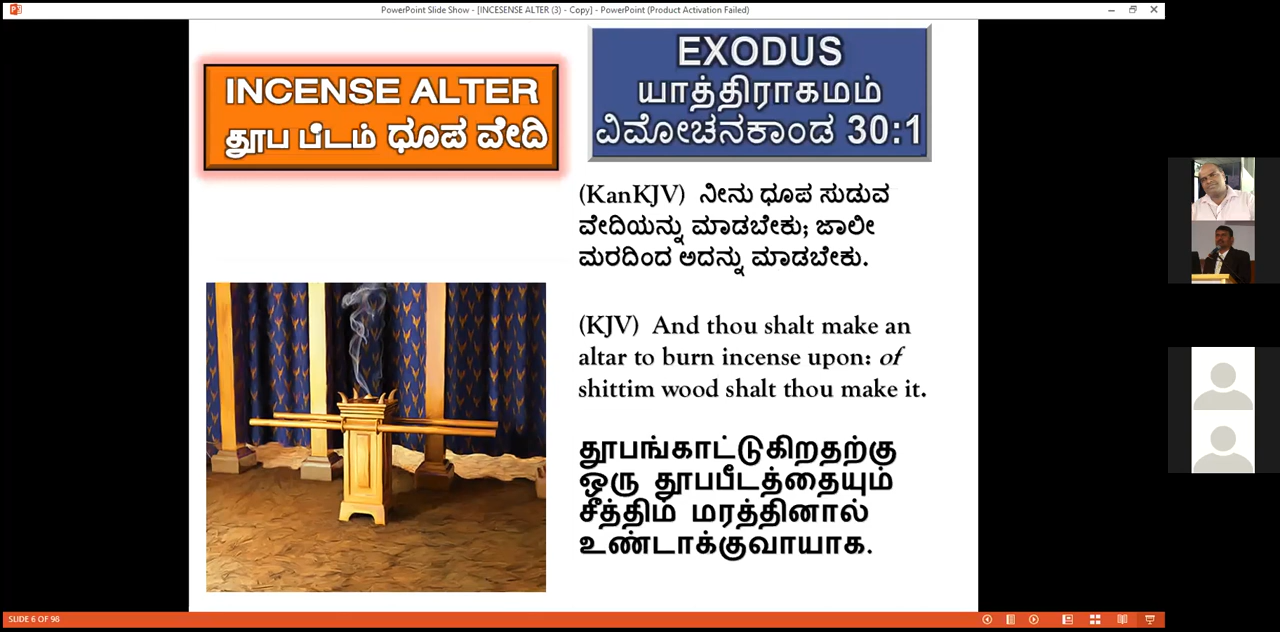 PowerPoint Slide Show - [INCESENSE ALTER (3) - Copy] - PowerPoint (Product Activation Failed)
INCENSE ALTER
தூப பீடம் ಧೂಪ ವೇದಿ
EXODUS
யாத்திராகமம்
ವಿಮೋಚನಕಾಂಡ 30:1
(KanKJV) ನೀನು ಧೂಪ ಸುಡುವ
ವೇದಿಯನ್ನು ಮಾಡಬೇಕು; ಜಾಲೀ
ಮರದಿಂದ ಅದನ್ನು ಮಾಡಬೇಕು.
(KJV) And thou shalt make an
altar to burn incense upon: of
shittim wood shalt thou make it.
தூபங்காட்டுகிறதற்கு
ஒரு தூபபீடத்தையும்
சீத்திம் மரத்தினால்
உண்டாக்குவாயாக.
SLIDE 6 OF 98